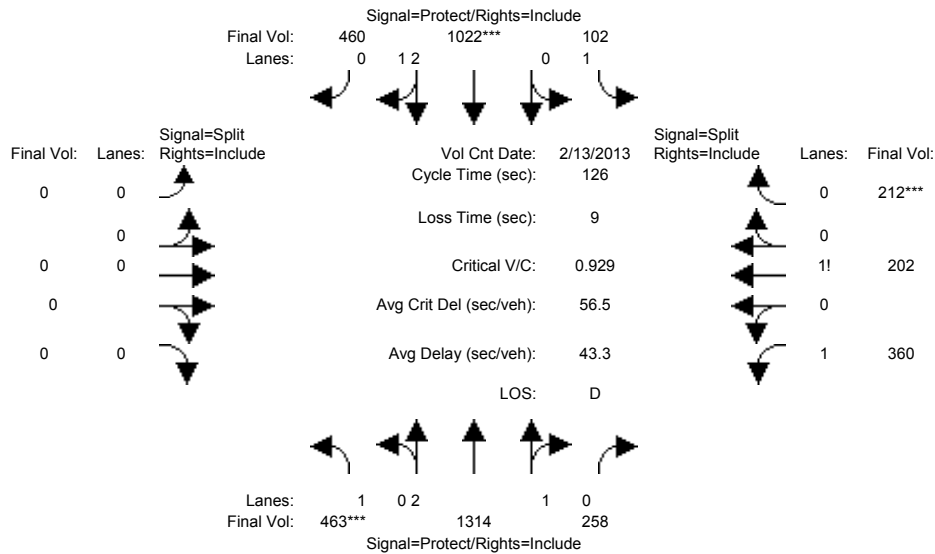 Signal=Protect/Rights=Include
Final Vol: 460 1022*** 102
Lanes: 0 1 2 0 1
Signal=Split
Final Vol: Lanes: Rights=Include Vol Cnt Date: 2/13/2013 Signal=Split
Rights=Include Lanes: Final Vol:
Cycle Time (sec): 126
0 0 0 212***
Loss Time (sec): 9
0 0
0 0 Critical V/C: 0.929 1! 202
0 Avg Crit Del (sec/veh): 56.5 0
0 0 Avg Delay (sec/veh): 43.3 1 360
LOS: D
Lanes: 1 0 2 1 0
Final Vol: 463*** 1314 258
Signal=Protect/Rights=Include